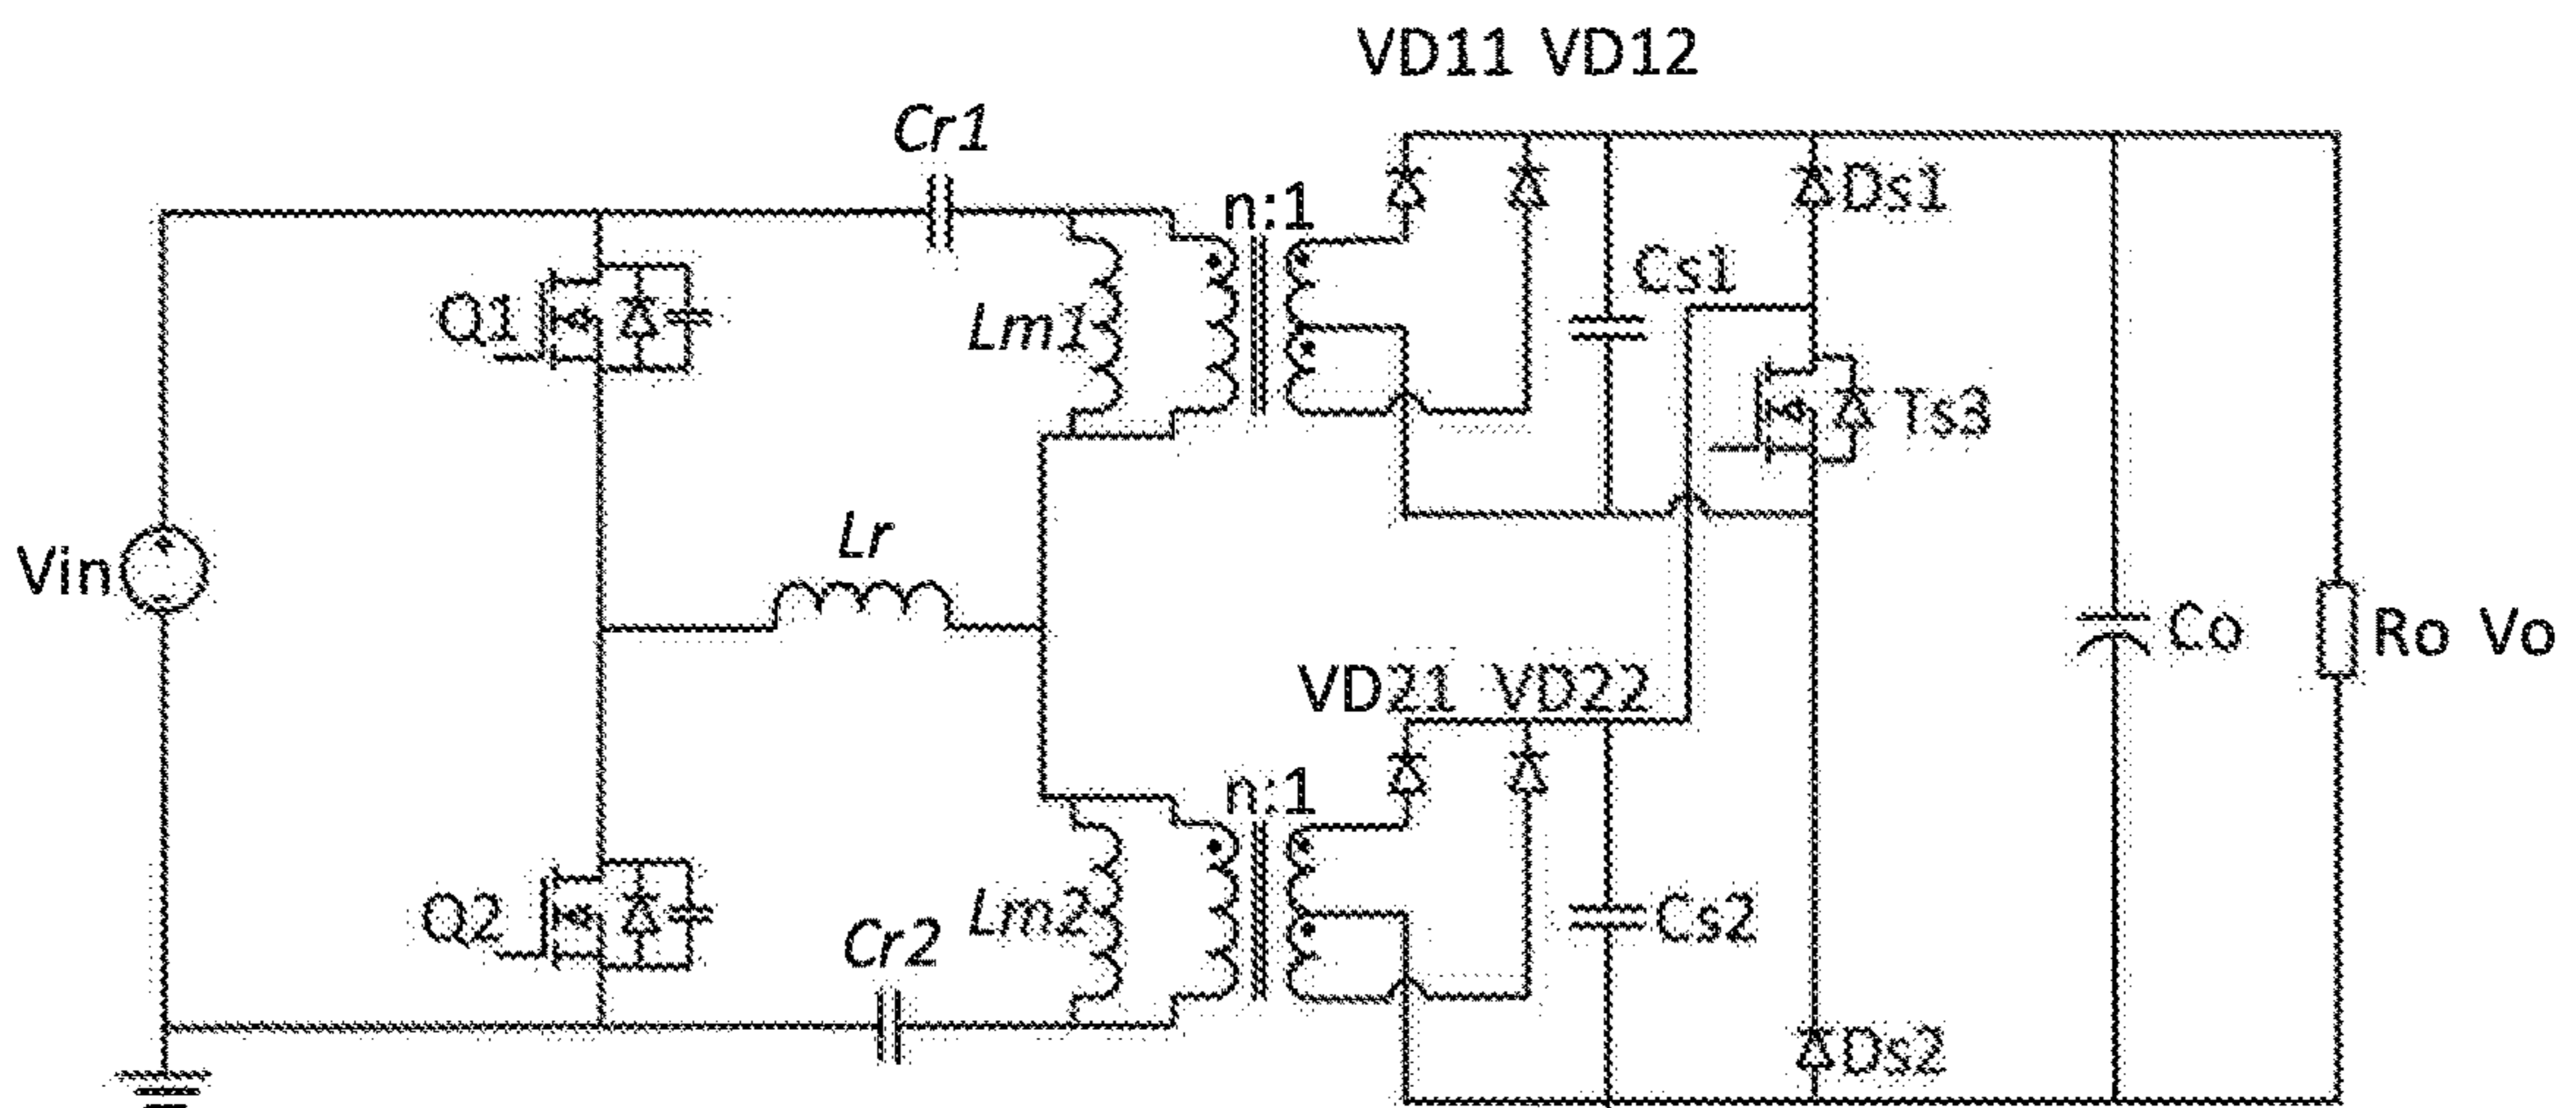 VD11 VD12
Cr1
Ds1
n:1
Cs1
Q1
Lm1
Ts3
Lr
Vin
Co
Ro Vo
VD21 VD22
n:1
Q2
Cr2
Lm2
Cs2
Ds2